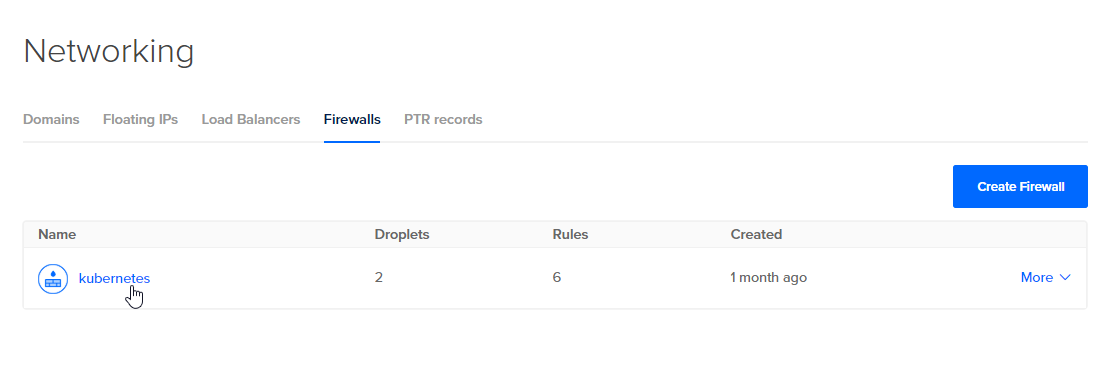 Networking
Domains Floating IPs Load Balancers Firewalls PTR records
Create Firewall
Name Droplets Rules Created
kubernetes 2 6 1 month ago More